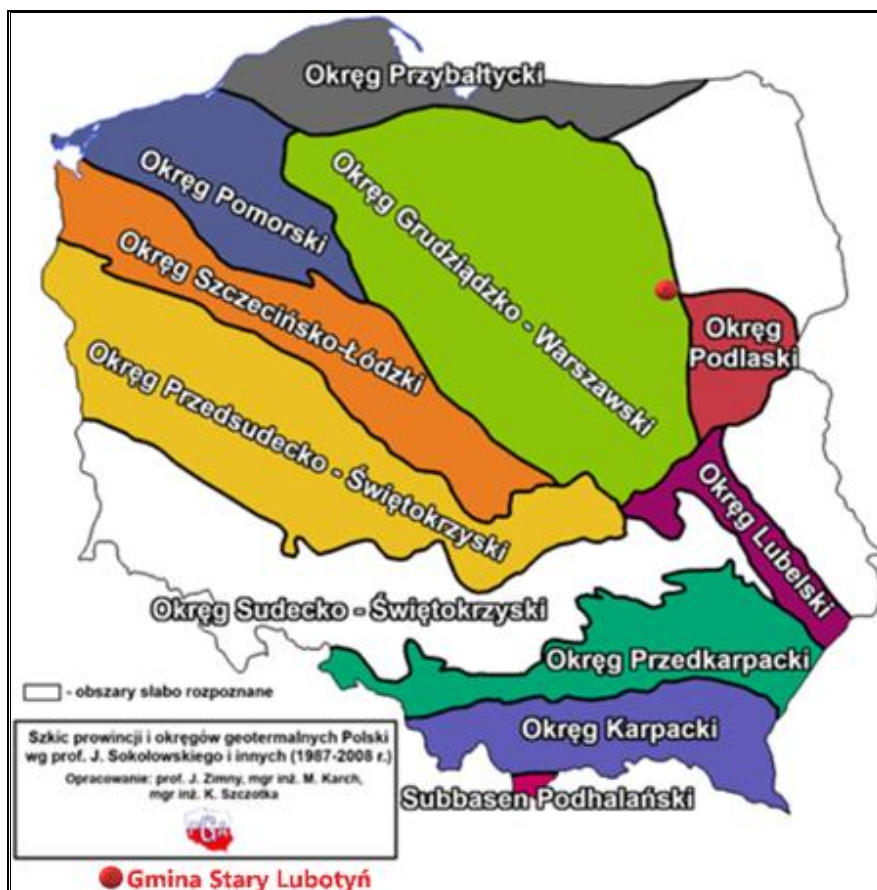 Okręg Przybałtycki
Okręg Pomorski
Okręg Grudziądzko - Warszawski
Okręg Szczecińsko-Łódzki
Okręg
Podlaski
Okręg Przedsudecko - Świętokrzyski
Okręg Lubelski
Okręg Sudecko - Świętokrzyski
Okręg Przedkarpacki
Okręg Karpacki
Subbasen Podhalański
- obszary słabo rozpoznane
Szkic prowincji i okręgów geotermalnych Polski
wg prof. J. Sokołowskiego i innych (1987-2008 r.)
Opracowanie: prof. J. Zimny, mgr inż. M. Karch,
mgr inż. K. Szczotka
Gmina Stary Lubotyń